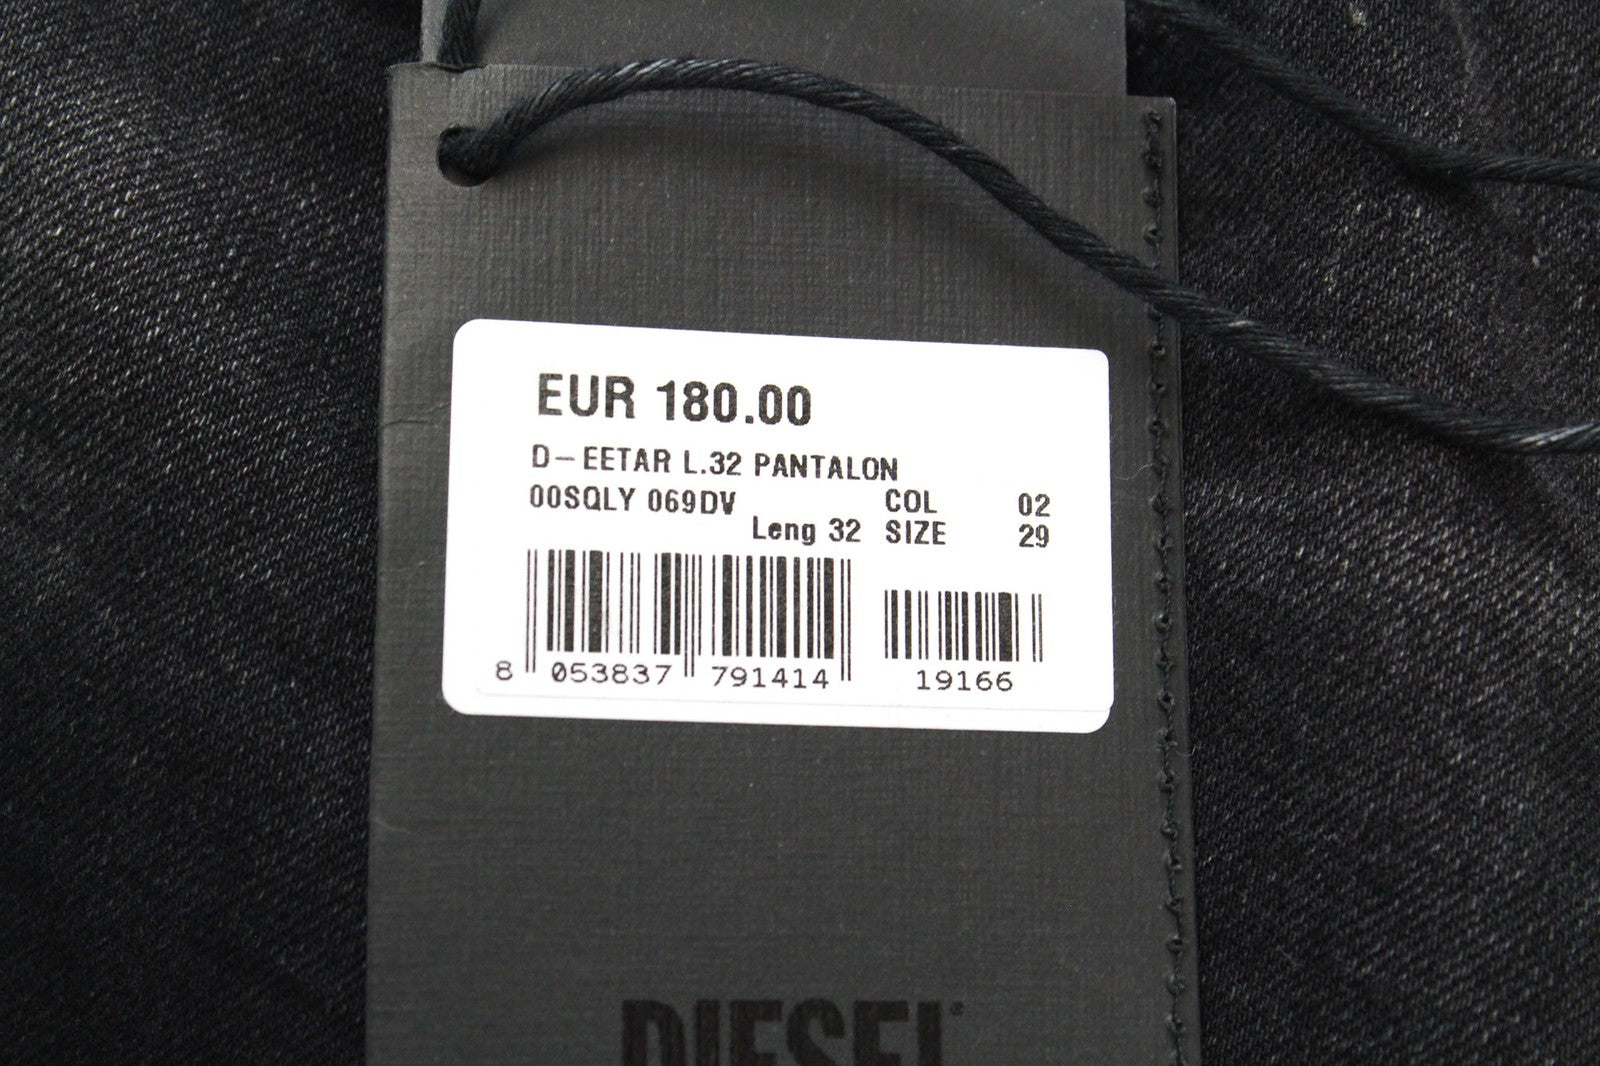 EUR 180.00
D-EETAR L.32 PANTALON
00SQLY 069DV COL 02
Leng 32 SIZE 29
8 053837 791414 19166
DIESEL